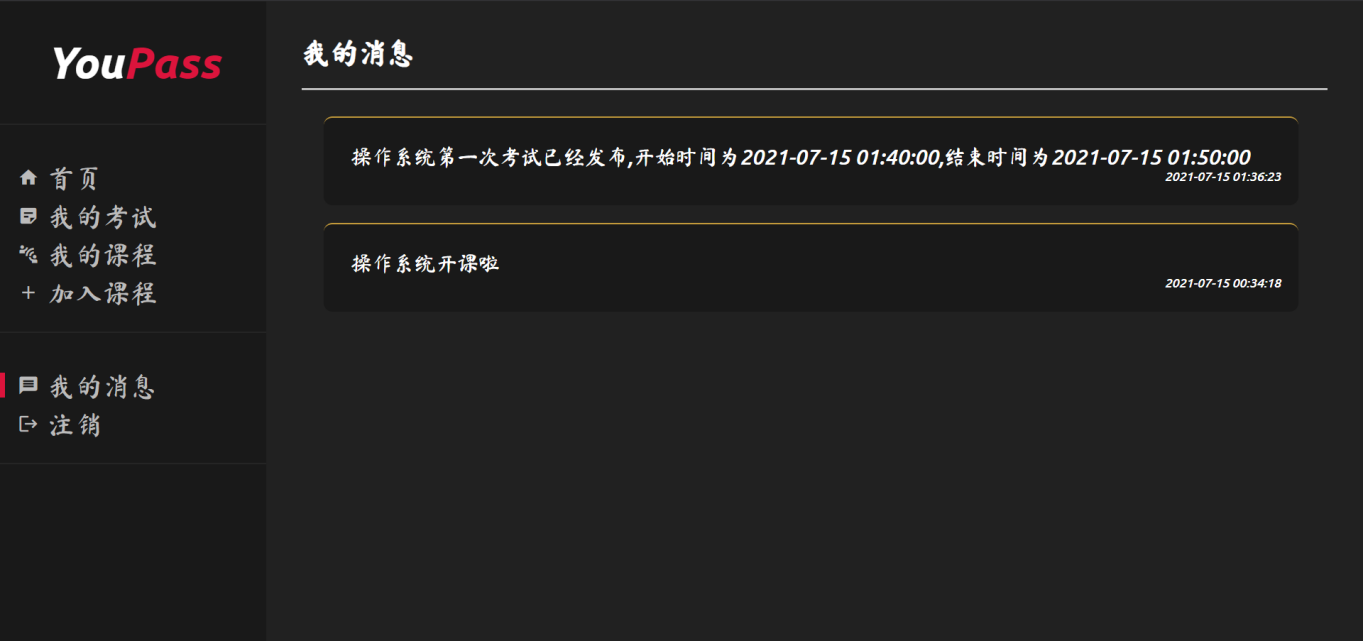 YouPass
首页
我的考试
我的课程
加入课程
我的消息
注销
我的消息
操作系统第一次考试已经发布,开始时间为2021-07-15 01:40:00,结束时间为2021-07-15 01:50:00
2021-07-15 01:36:23
操作系统开课啦
2021-07-15 00:34:18